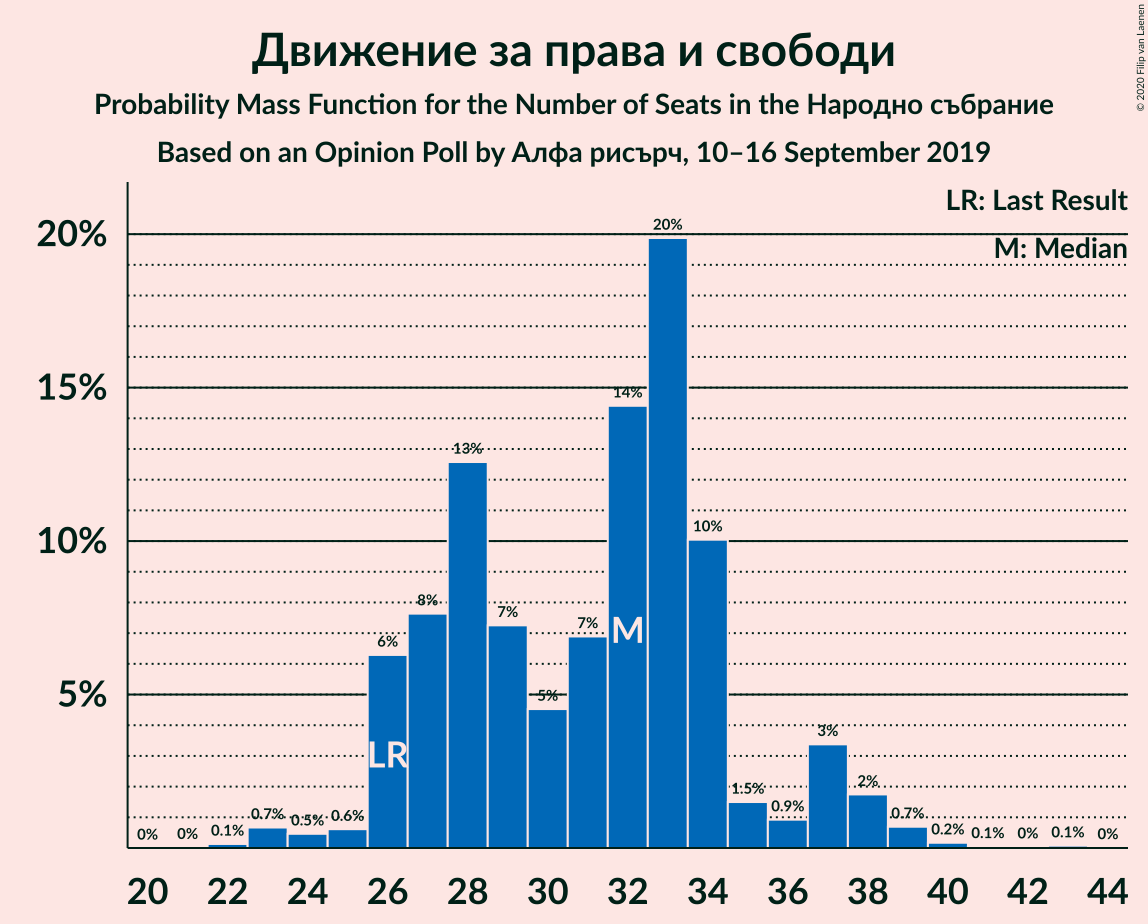 Движение за права и свободи
Probability Mass Function for the Number of Seats in the Народно събрание
Based on an Opinion Poll by Алфа рисърч, 10–16 September 2019
© 2020 Filip van Laenen
LR: Last Result
M: Median
20%
15%
10%
5%
0% 0% 0.1% 0.7% 0.5% 0.6% 6% 8% 13% 7% 5% 7% 14% 20% 10% 1.5% 0.9% 3% 2% 0.7% 0.2% 0.1% 0% 0.1% 0%
LR M
20 22 24 26 28 30 32 34 36 38 40 42 44